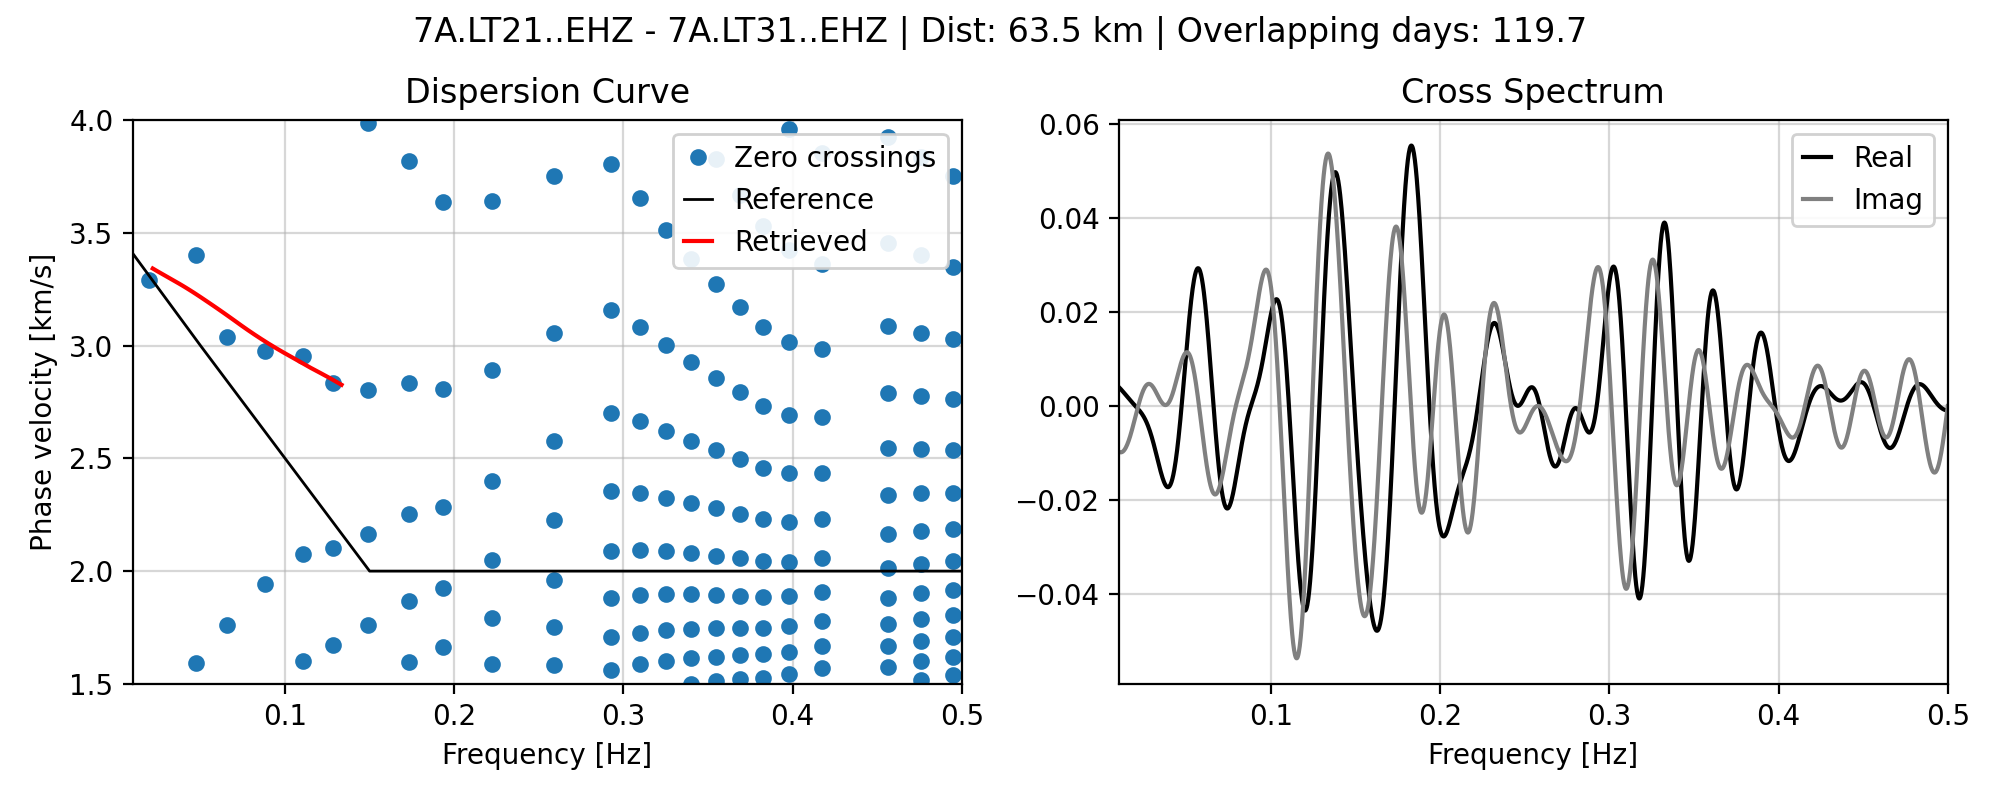 7A.LT21..EHZ - 7A.LT31..EHZ | Dist: 63.5 km | Overlapping days: 119.7
Dispersion Curve
4.0
3.5
3.0
2.5
2.0
1.5
Phase velocity [km/s]
0.1
0.2
0.3
0.4
0.5
Frequency [Hz]
Zero crossings
Reference
Retrieved
Cross Spectrum
0.06
0.04
0.02
0.00
−0.02
−0.04
0.1
0.2
0.3
0.4
0.5
Frequency [Hz]
Real
Imag